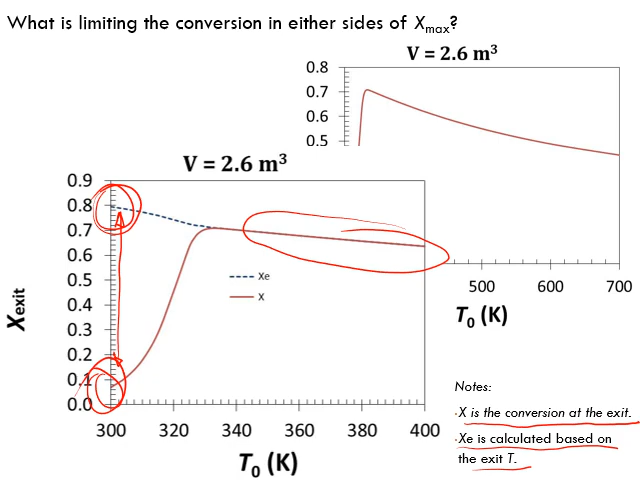 What is limiting the conversion in either sides of Xmax?
V = 2.6 m³
0.8
0.7
0.6
0.5
500 600 700
T₀ (K)
V = 2.6 m³
0.9
0.8
0.7
0.6
0.5
0.4
0.3
0.2
0.1
0.0
Xexit
Xe
X
300 320 340 360 380 400
T₀ (K)
Notes:
•X is the conversion at the exit.
•Xe is calculated based on
the exit T.